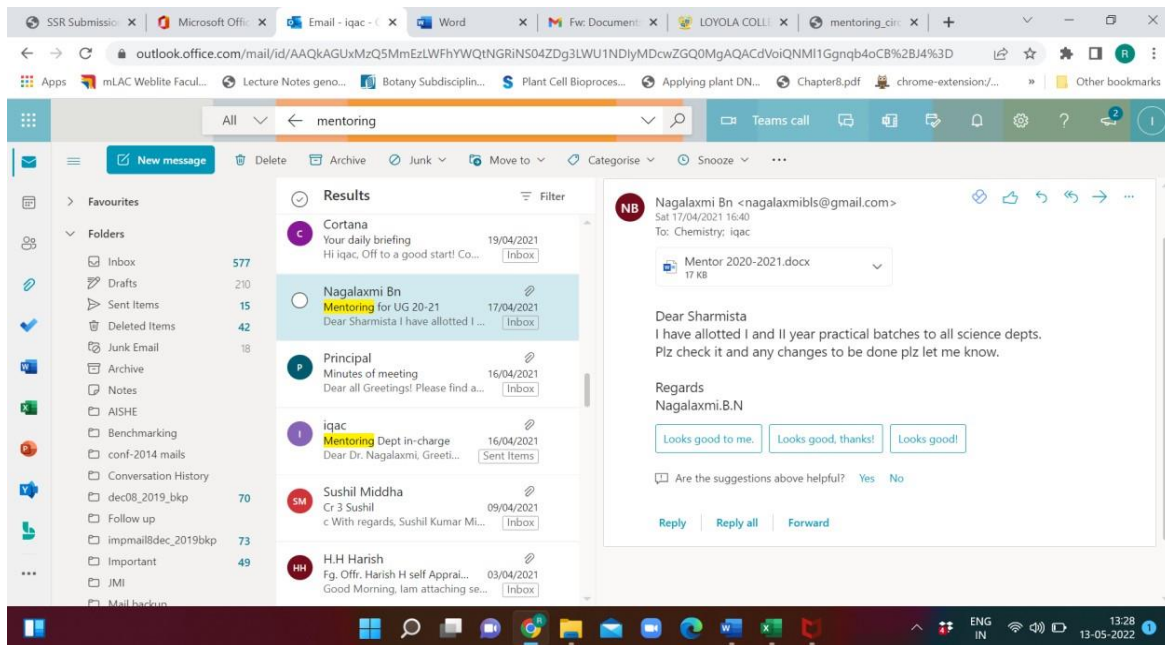 SSR Submissio
Microsoft Offic
Email - iqac - 
Word
Fw: Document
LOYOLA COLL
mentoring_circ
outlook.office.com/mail/id/AAQkAGUxMzQ5MmEzLWFhYWQtNGRiNS04ZDg3LWU1NDIyMDcwZGQ0MgAQACdVoiQNMI1Ggnqb4oCB%2BJ4%3D
R
Apps
mLAC Weblite Facul...
Lecture Notes geno...
Botany Subdisciplin...
Plant Cell Bioproces...
Applying plant DN...
Chapter8.pdf
chrome-extension:/...
»
Other bookmarks
All
mentoring
Teams call
2
I
New message
Delete
Archive
Junk
Move to
Categorise
Snooze
Favourites
Folders
Inbox 577
Drafts 210
Sent Items 15
Deleted Items 42
Junk Email 18
Archive
Notes
AISHE
Benchmarking
conf-2014 mails
Conversation History
dec08_2019_bkp 70
Follow up
impmail8dec_2019bkp 73
Important 49
JMI
Mail backup
Results
Filter
C
Cortana
Your daily briefing 19/04/2021
Hi iqac, Off to a good start! Co... Inbox
Nagalaxmi Bn
Mentoring for UG 20-21 17/04/2021
Dear Sharmista I have allotted I ... Inbox
P
Principal
Minutes of meeting 16/04/2021
Dear all Greetings! Please find a... Inbox
I
iqac
Mentoring Dept in-charge 16/04/2021
Dear Dr. Nagalaxmi, Greeti... Sent Items
SM
Sushil Middha
Cr 3 Sushil 09/04/2021
c With regards, Sushil Kumar Mi... Inbox
HH
H.H Harish
Fg. Offr. Harish H self Apprai... 03/04/2021
Good Morning, Iam attaching se... Inbox
NB
Nagalaxmi Bn <nagalaxmibls@gmail.com>
Sat 17/04/2021 16:40
To: Chemistry; iqac
Mentor 2020-2021.docx
17 KB
Dear Sharmista
I have allotted I and II year practical batches to all science depts.
Plz check it and any changes to be done plz let me know.
Regards
Nagalaxmi.B.N
Looks good to me.
Looks good, thanks!
Looks good!
Are the suggestions above helpful? Yes No
Reply
Reply all
Forward
ENG
IN
13:28
13-05-2022
1